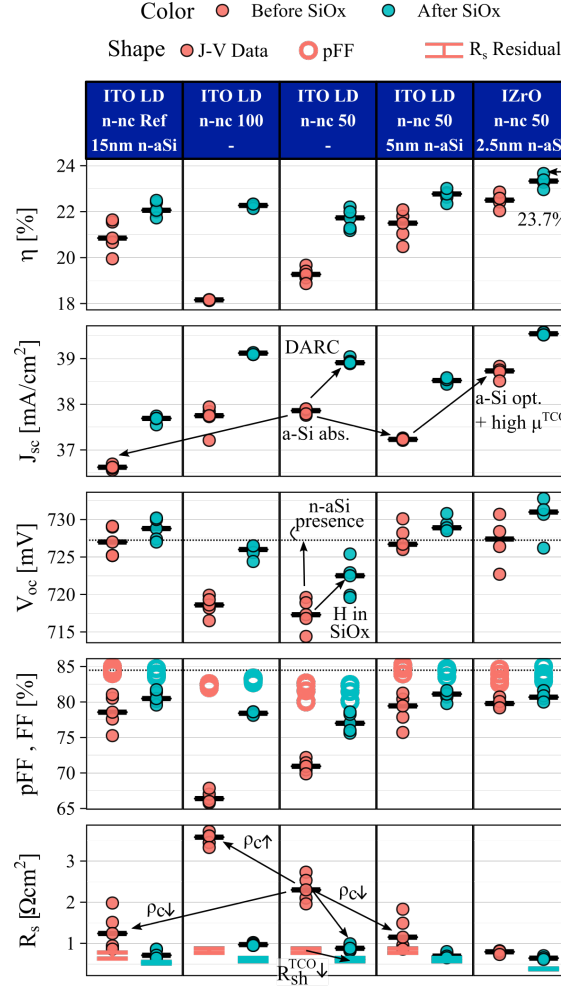 Color Before SiOx After SiOx
Shape J-V Data pFF Rs Residual
ITO LD ITO LD ITO LD ITO LD IZrO
n-nc Ref n-nc 100 n-nc 50 n-nc 50 n-nc 50
15nm n-aSi - - 5nm n-aSi 2.5nm n-aSi
η [%]
24
22
20
18
23.7%
Jsc [mA/cm²]
39
38
37
DARC
a-Si abs.
a-Si opt.
+ high μ^TCO
Voc [mV]
730
725
720
715
n-aSi
presence
H in
SiOx
pFF , FF [%]
85
80
75
70
65
Rs [Ωcm²]
3
2
1
ρc↓
ρc↑
ρc↓
Rsh^TCO↓